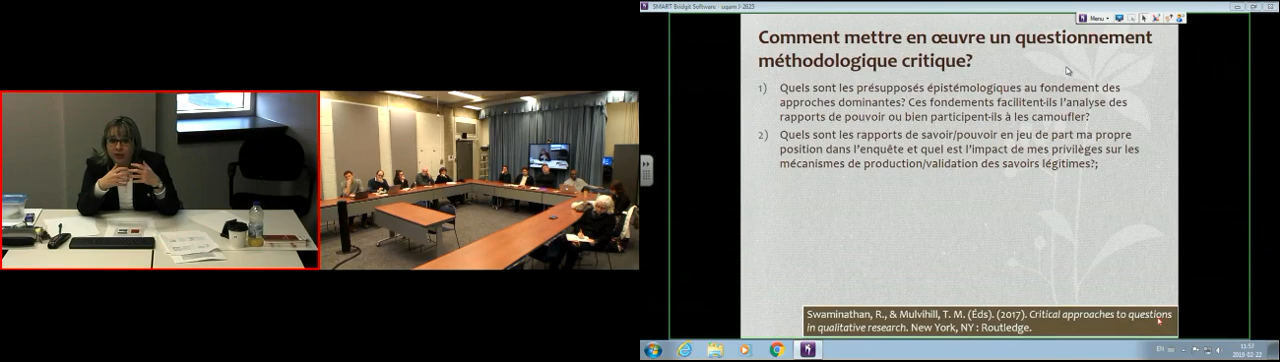 SMART Bridgit Software - uqam J-2825
Menu
Comment mettre en œuvre un questionnement
méthodologique critique?
1) Quels sont les présupposés épistémologiques au fondement des
approches dominantes? Ces fondements facilitent-ils l'analyse des
rapports de pouvoir ou bien participent-ils à les camoufler?
2) Quels sont les rapports de savoir/pouvoir en jeu de part ma propre
position dans l'enquête et quel est l'impact de mes privilèges sur les
mécanismes de production/validation des savoirs légitimes?;
Swaminathan, R., & Mulvihill, T. M. (Éds). (2017). Critical approaches to questions
in qualitative research. New York, NY : Routledge.
EN
11:57
2019-02-22